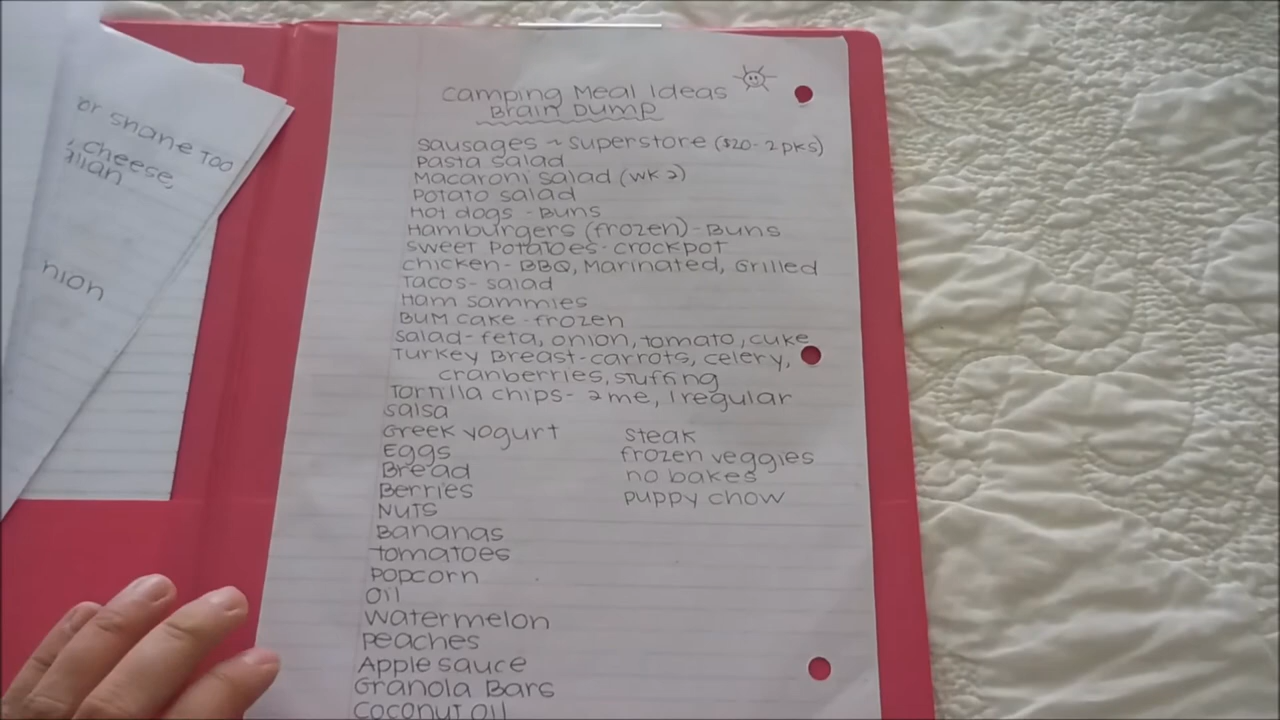 or shane too
, cheese,
nion
Camping Meal Ideas
Brain Dump
Sausages ~ Superstore ($20 - 2 pks)
Pasta salad
Macaroni salad (wk 2)
Potato salad
Hot dogs - Buns
Hamburgers (frozen) - Buns
Sweet Potatoes - crockpot
Chicken - BBQ, Marinated, Grilled
Tacos - salad
Ham sammies
BUM cake - frozen
Salad - feta, onion, tomato, cuke
Turkey Breast - carrots, celery,
cranberries, stuffing
Tortilla chips - 2 me, 1 regular
Salsa
Greek yogurt
Eggs
Bread
Berries
Nuts
Bananas
Tomatoes
Popcorn
Oil
Watermelon
Peaches
Apple sauce
Granola Bars
Coconut oil
steak
frozen veggies
no bakes
puppy chow